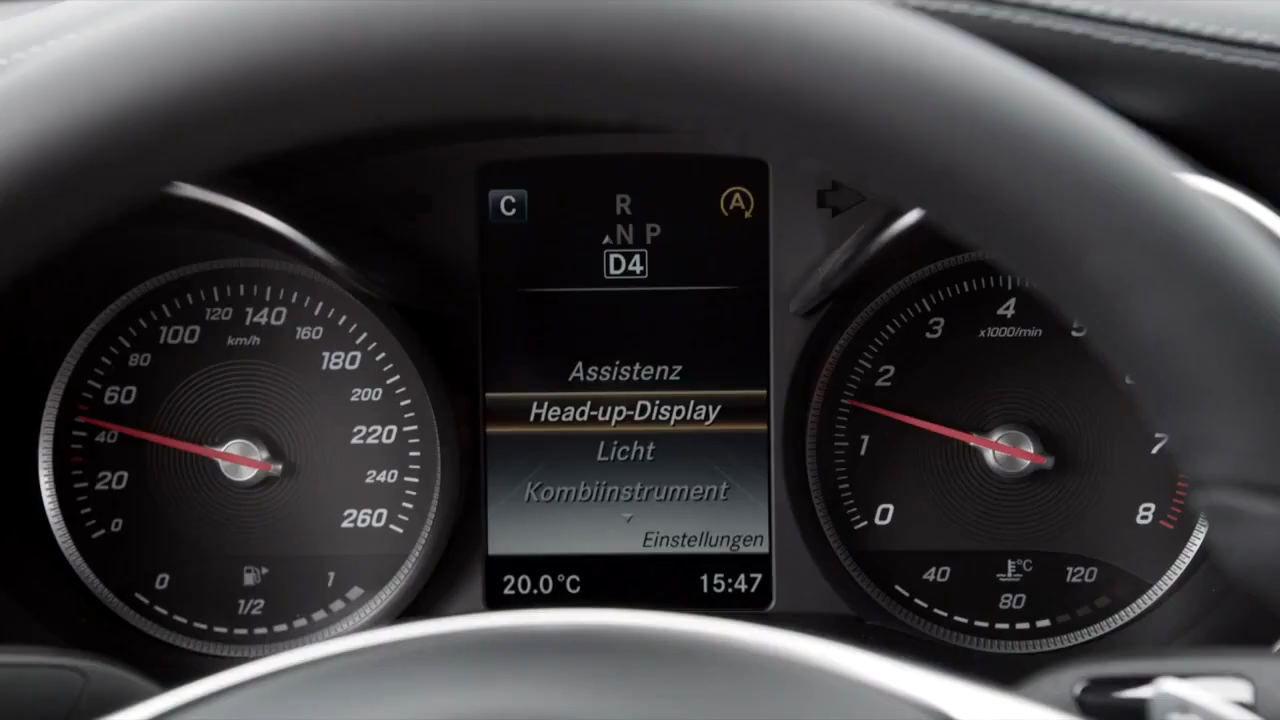 C
R
N P
D4
A
Assistenz
Head-up-Display
Licht
Kombiinstrument
Einstellungen
20.0°C
15:47
0
20
40
60
80
100
120
140
160
180
200
220
240
260
km/h
0
1/2
1
0
1
2
3
4
5
7
8
x1000/min
40
80
120
°C